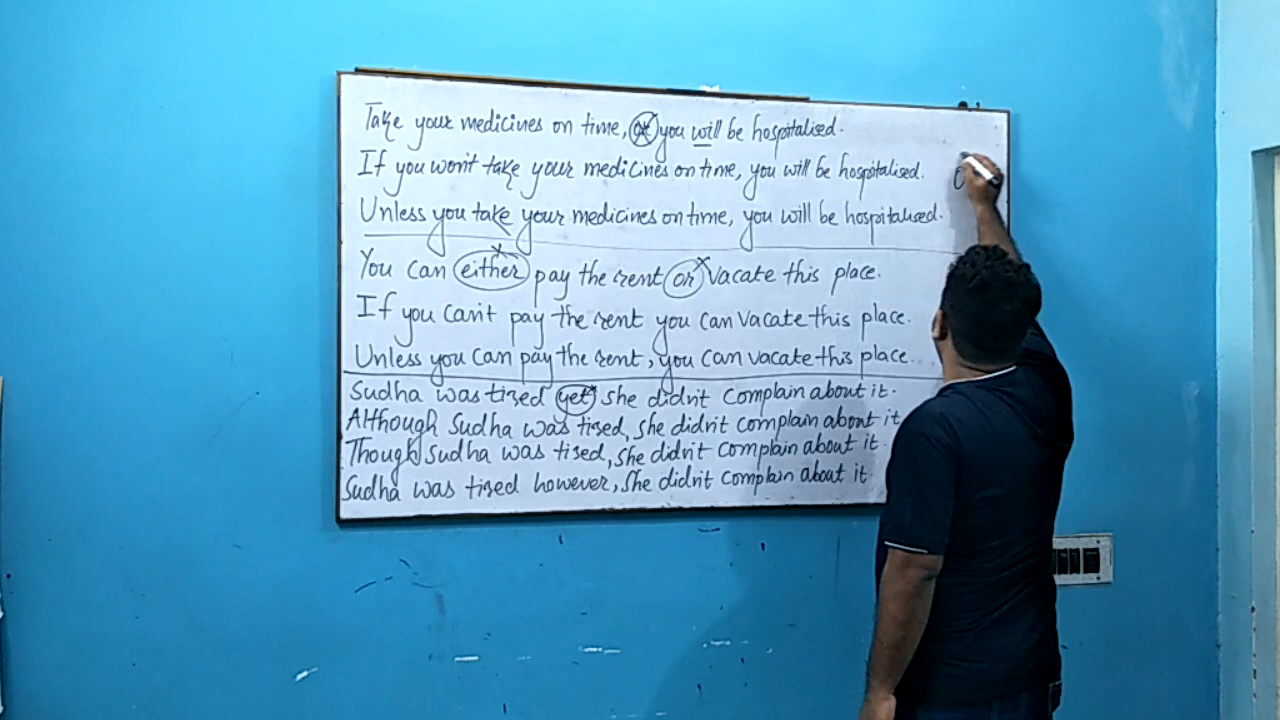 Take your medicines on time, or you will be hospitalised.
If you won't take your medicines on time, you will be hospitalised.
Unless you take your medicines on time, you will be hospitalised.
You can either pay the rent or vacate this place.
If you can't pay the rent you can vacate this place.
Unless you can pay the rent, you can vacate this place.
Sudha was tired yet she didn't complain about it.
Although Sudha was tired, she didn't complain about it
Though Sudha was tired, she didn't complain about it.
Sudha was tired however, she didn't complain about it